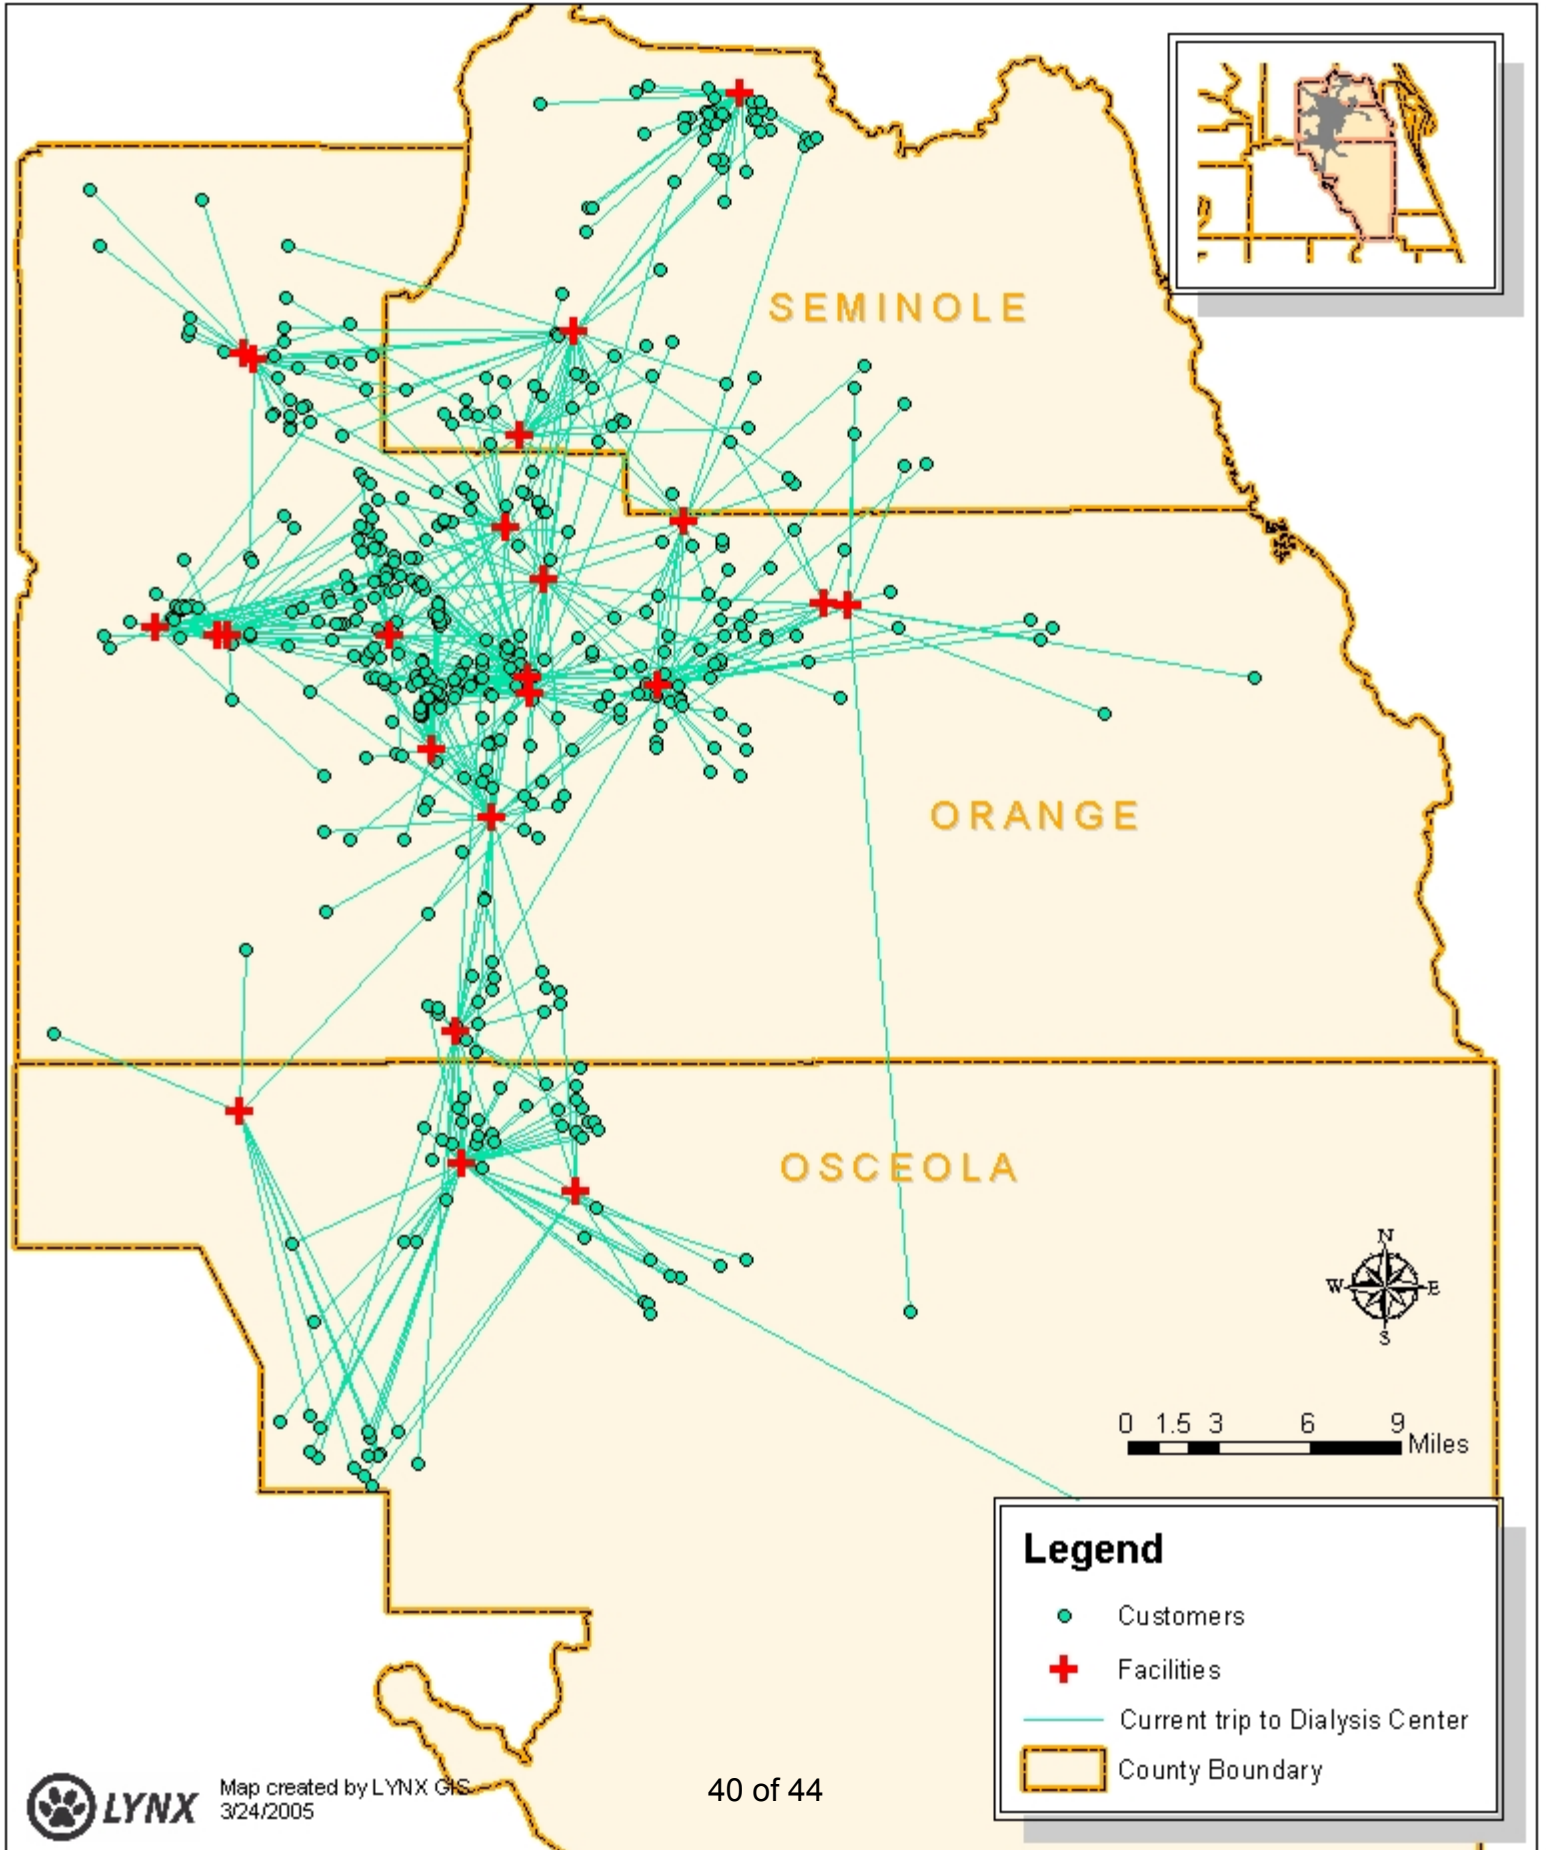 SEMINOLE
ORANGE
OSCEOLA
N
W E
S
0 1.5 3 6 9
Miles
Legend
Customers
Facilities
Current trip to Dialysis Center
County Boundary
LYNX
Map created by LYNX GIS
3/24/2005
40 of 44